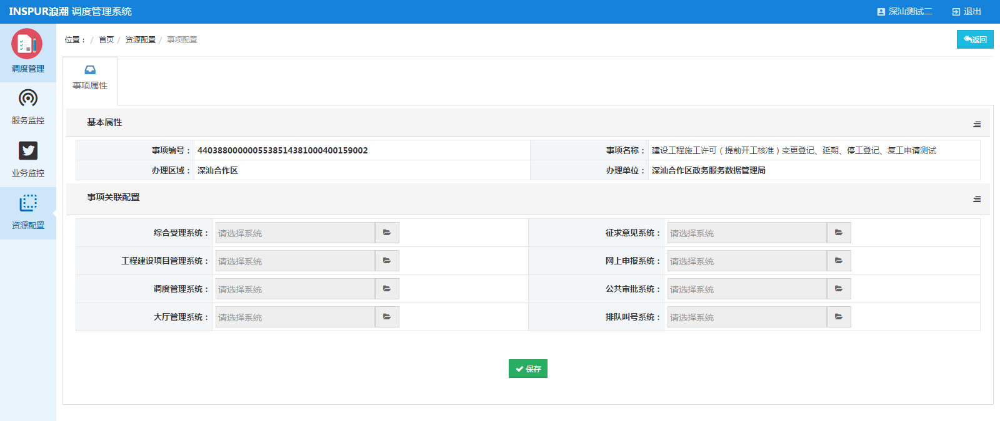 INSPUR浪潮 调度管理系统
深汕测试二 退出
调度管理
服务监控
业务监控
资源配置
位置： / 首页 / 资源配置 / 事项配置
返回
事项属性
基本属性
事项编号： 440388000000553851438100040015​9002 事项名称： 建设工程施工许可（提前开工核准）变更登记、延期、停工登记、复工申请测试
办理区域： 深汕合作区 办理单位： 深汕合作区政务服务数据管理局
事项关联配置
综合受理系统： 请选择系统 征求意见系统： 请选择系统
工程建设项目管理系统： 请选择系统 网上申报系统： 请选择系统
调度管理系统： 请选择系统 公共审批系统： 请选择系统
大厅管理系统： 请选择系统 排队叫号系统： 请选择系统
保存